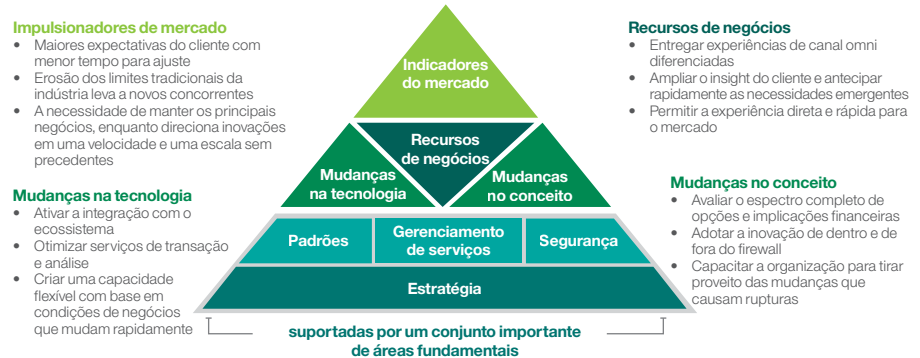 Impulsionadores de mercado
• Maiores expectativas do cliente com
menor tempo para ajuste
• Erosão dos limites tradicionais da
indústria leva a novos concorrentes
• A necessidade de manter os principais
negócios, enquanto direciona inovações
em uma velocidade e uma escala sem
precedentes
Mudanças na tecnologia
• Ativar a integração com o
ecossistema
• Otimizar serviços de transação
e análise
• Criar uma capacidade
flexível com base em
condições de negócios
que mudam rapidamente
Indicadores
do mercado
Recursos
de negócios
Mudanças
na tecnologia
Mudanças
no conceito
Padrões
Gerenciamento
de serviços
Segurança
Estratégia
suportadas por um conjunto importante
de áreas fundamentais
Recursos de negócios
• Entregar experiências de canal omni
diferenciadas
• Ampliar o insight do cliente e antecipar
rapidamente as necessidades emergentes
• Permitir a experiência direta e rápida para
o mercado
Mudanças no conceito
• Avaliar o espectro completo de
opções e implicações financeiras
• Adotar a inovação de dentro e de
fora do firewall
• Capacitar a organização para tirar
proveito das mudanças que
causam rupturas